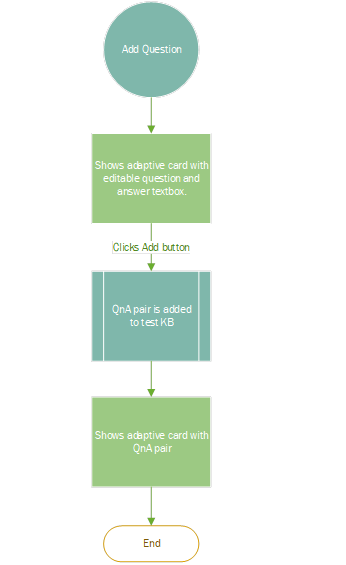 Add Question
Shows adaptive card with
editable question and
answer textbox.
Clicks Add button
QnA pair is added
to test KB
Shows adaptive card with
QnA pair
End